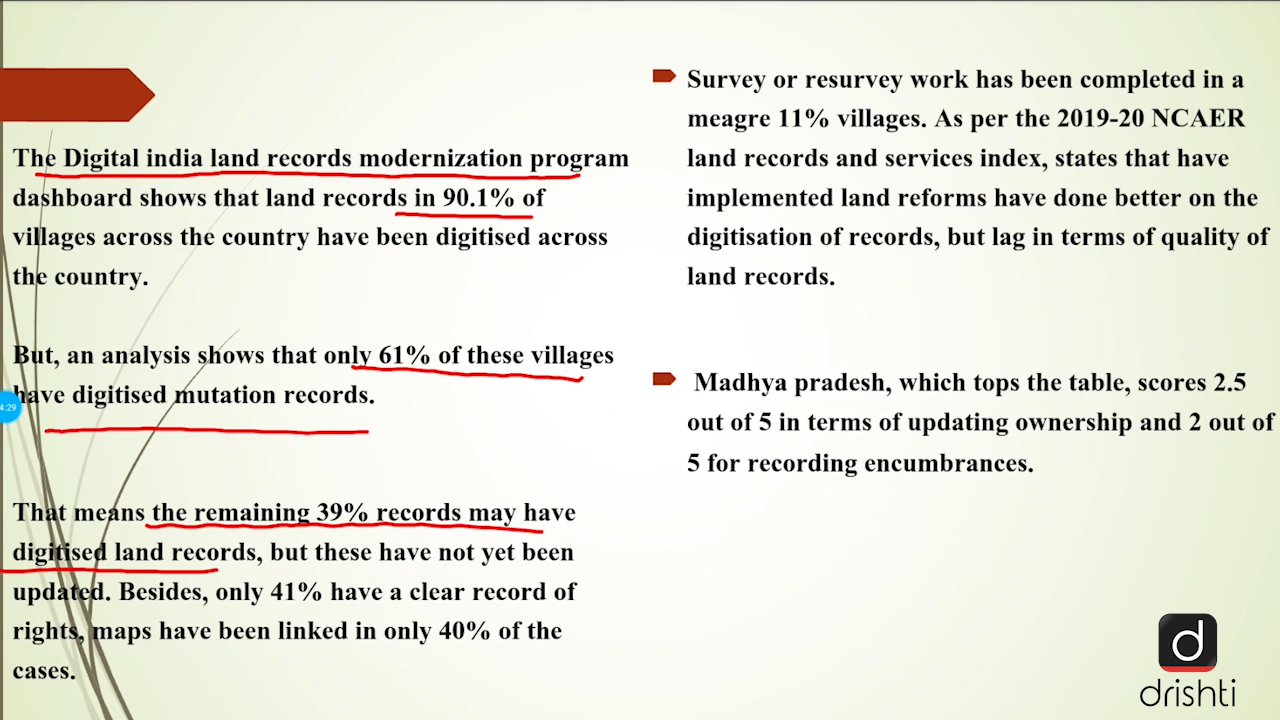 The Digital india land records modernization program
dashboard shows that land records in 90.1% of
villages across the country have been digitised across
the country.
But, an analysis shows that only 61% of these villages
have digitised mutation records.
That means the remaining 39% records may have
digitised land records, but these have not yet been
updated. Besides, only 41% have a clear record of
rights, maps have been linked in only 40% of the
cases.
Survey or resurvey work has been completed in a
meagre 11% villages. As per the 2019-20 NCAER
land records and services index, states that have
implemented land reforms have done better on the
digitisation of records, but lag in terms of quality of
land records.
Madhya pradesh, which tops the table, scores 2.5
out of 5 in terms of updating ownership and 2 out of
5 for recording encumbrances.
4:29
d
drishti